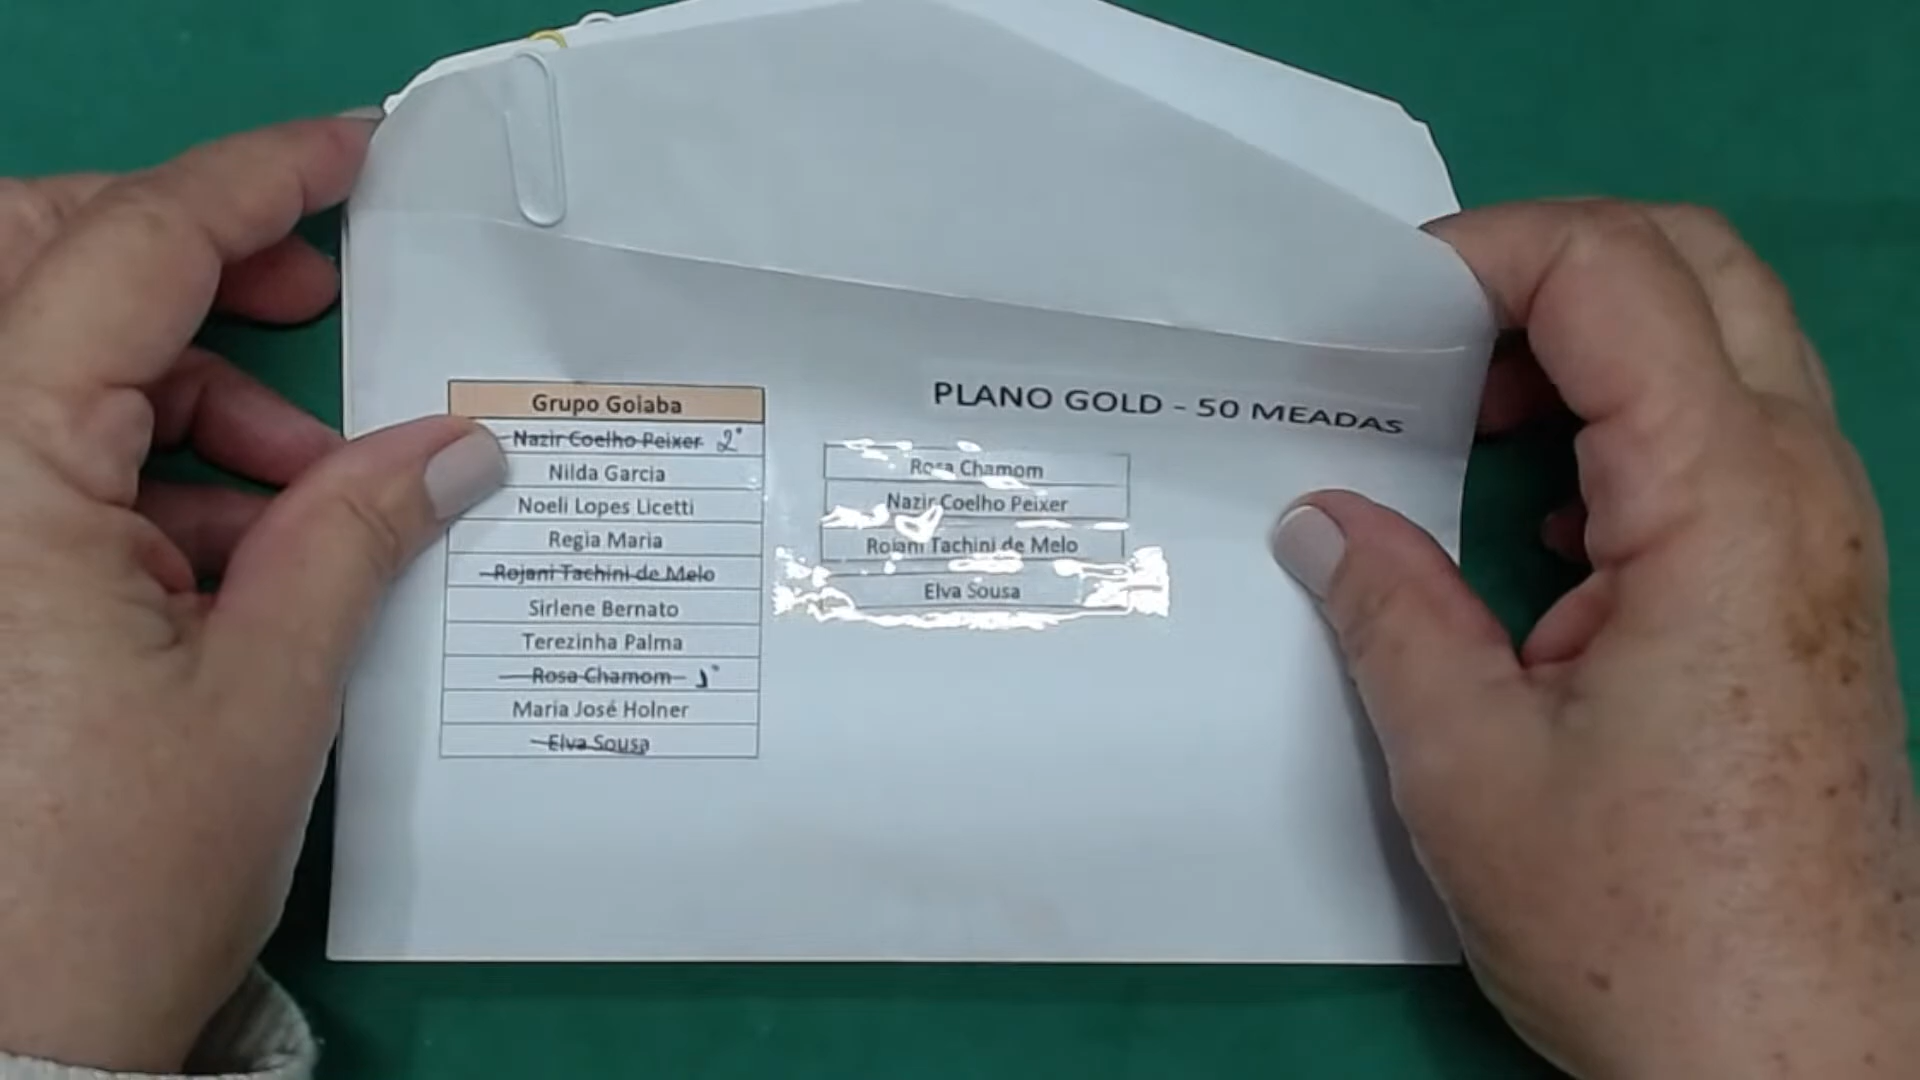 Grupo Goiaba
Nazir Coelho Peixer 2°
Nilda Garcia
Noeli Lopes Licetti
Regia Maria
Rojani Tachini de Melo
Sirlene Bernato
Terezinha Palma
Rosa Chamom 1°
Maria José Holner
Elva Sousa
PLANO GOLD - 50 MEADAS
Rosa Chamom
Nazir Coelho Peixer
Rojani Tachini de Melo
Elva Sousa